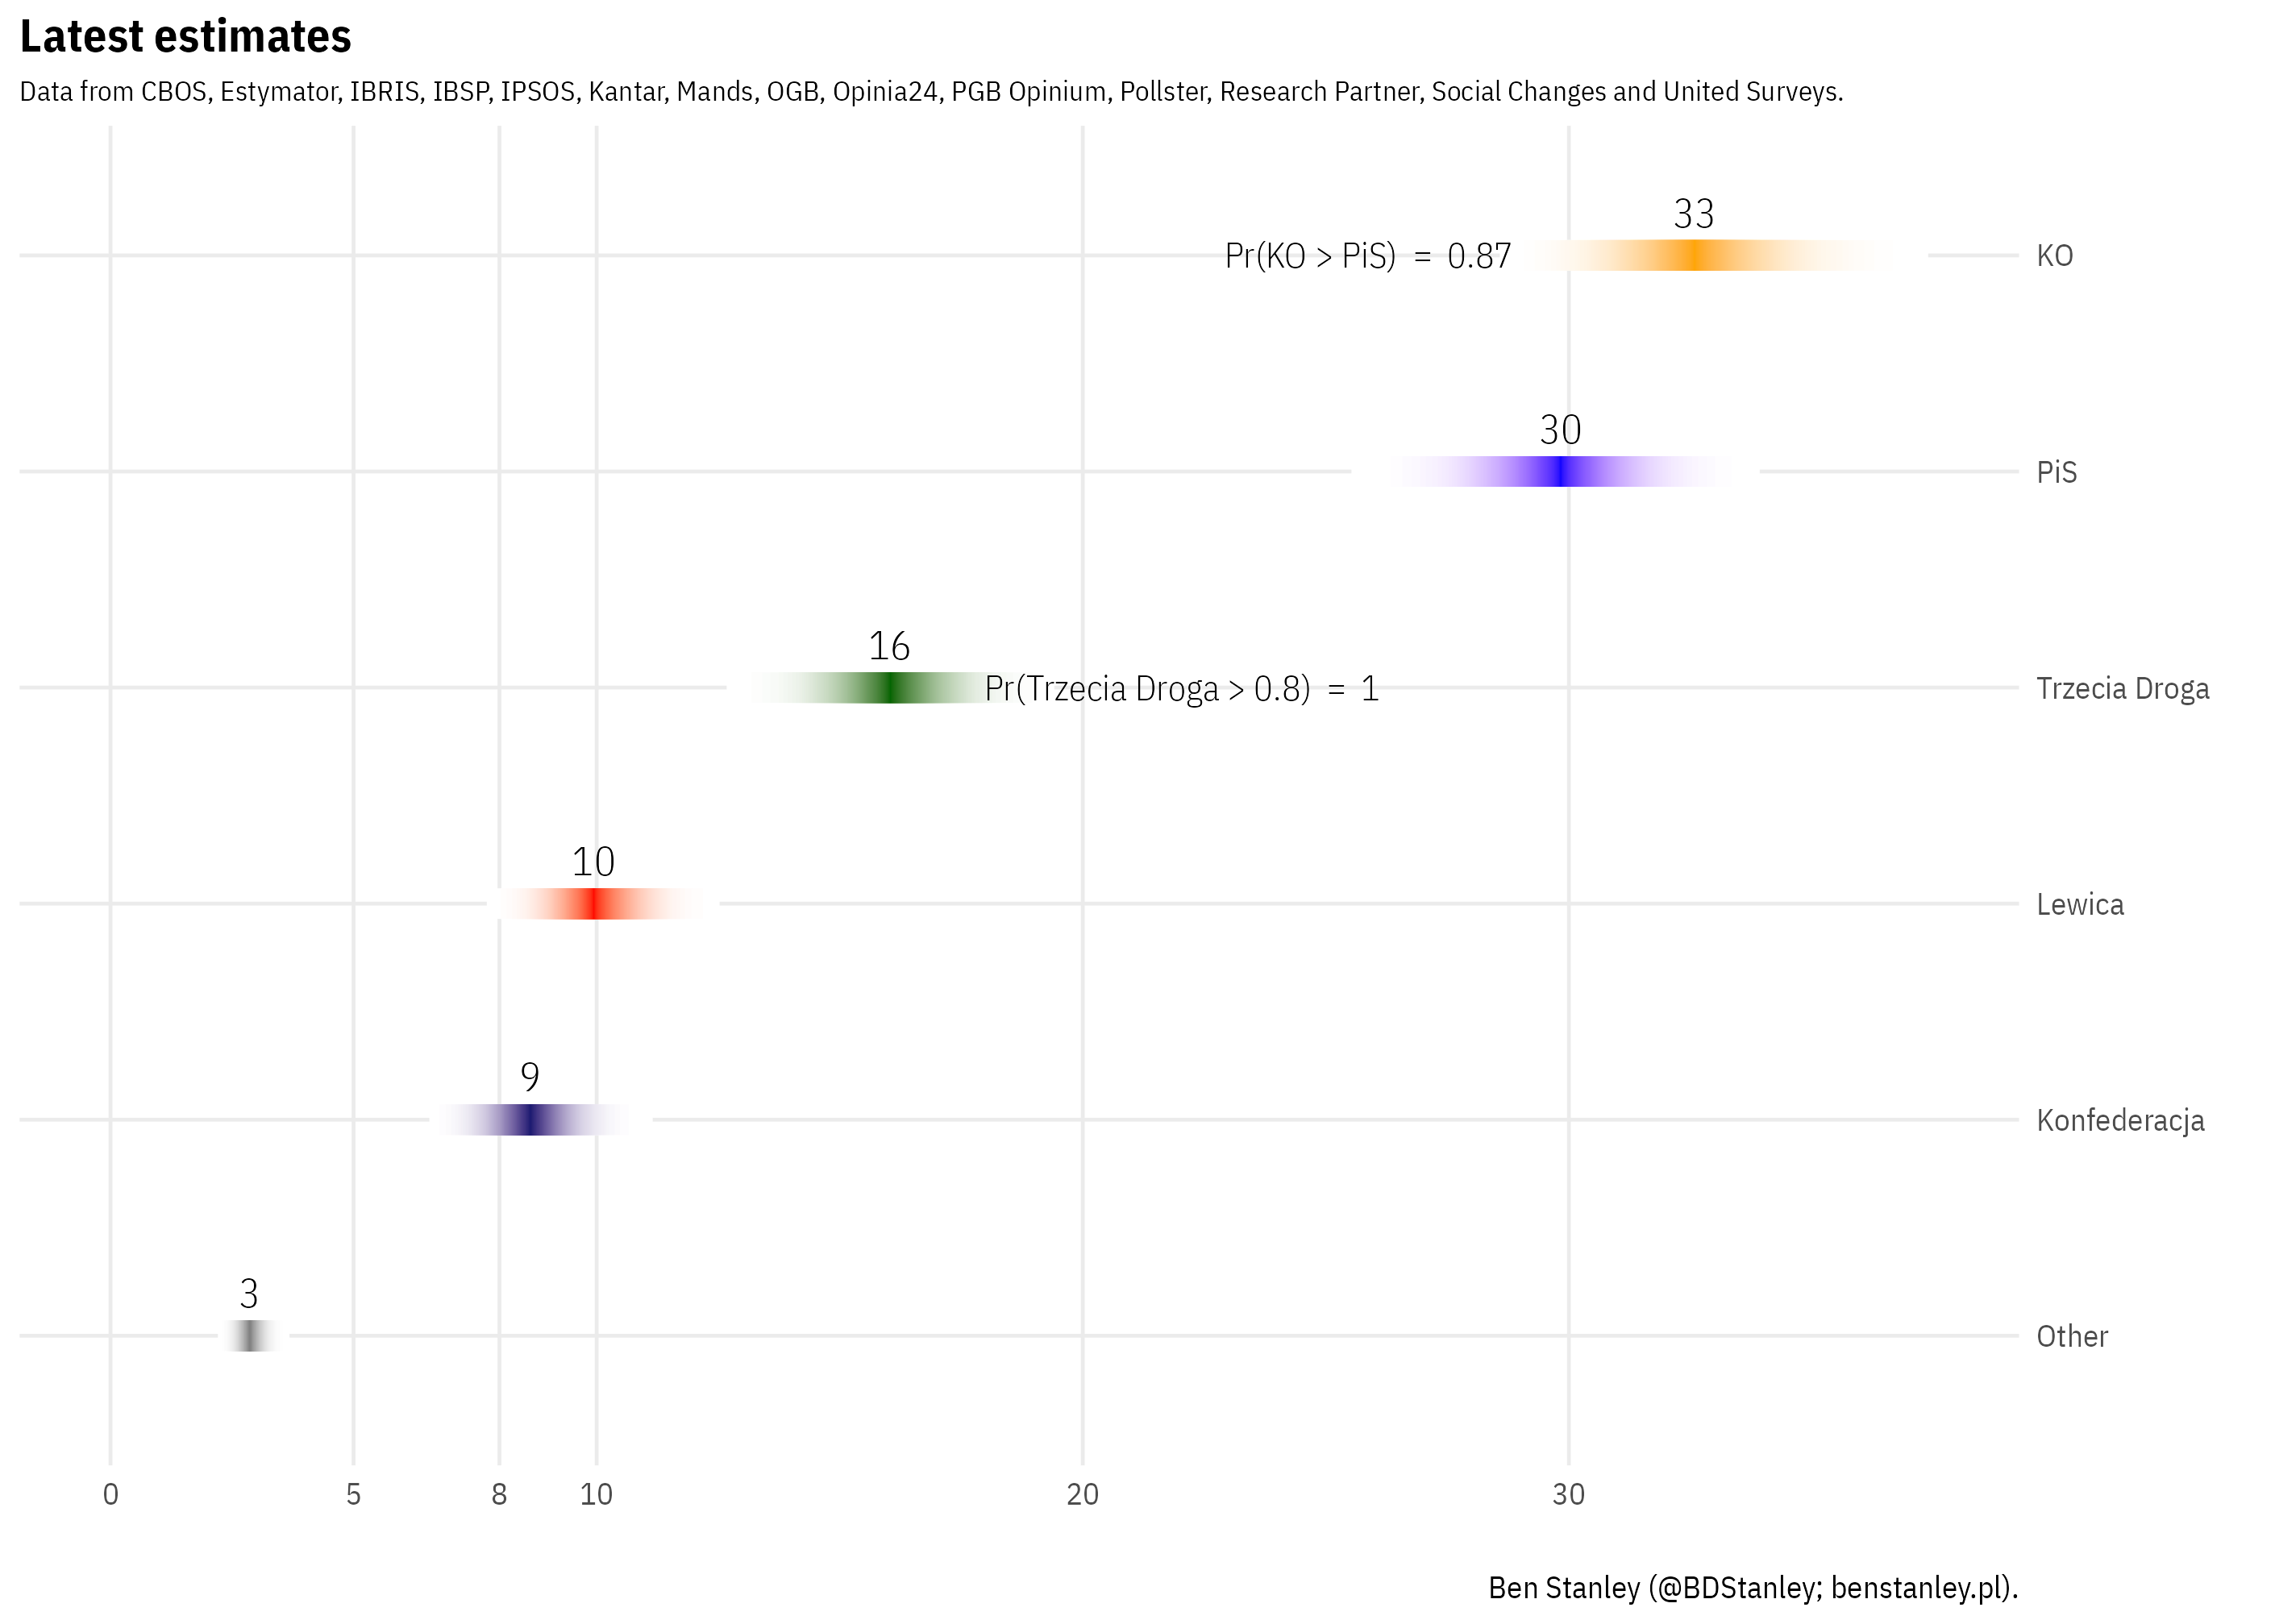 Latest estimates
Data from CBOS, Estymator, IBRIS, IBSP, IPSOS, Kantar, Mands, OGB, Opinia24, PGB Opinium, Pollster, Research Partner, Social Changes and United Surveys.
33
Pr(KO > PiS) = 0.87
KO
30
PiS
16
Pr(Trzecia Droga > 0.8) = 1
Trzecia Droga
10
Lewica
9
Konfederacja
3
Other
0 5 8 10 20 30
Ben Stanley (@BDStanley; benstanley.pl).